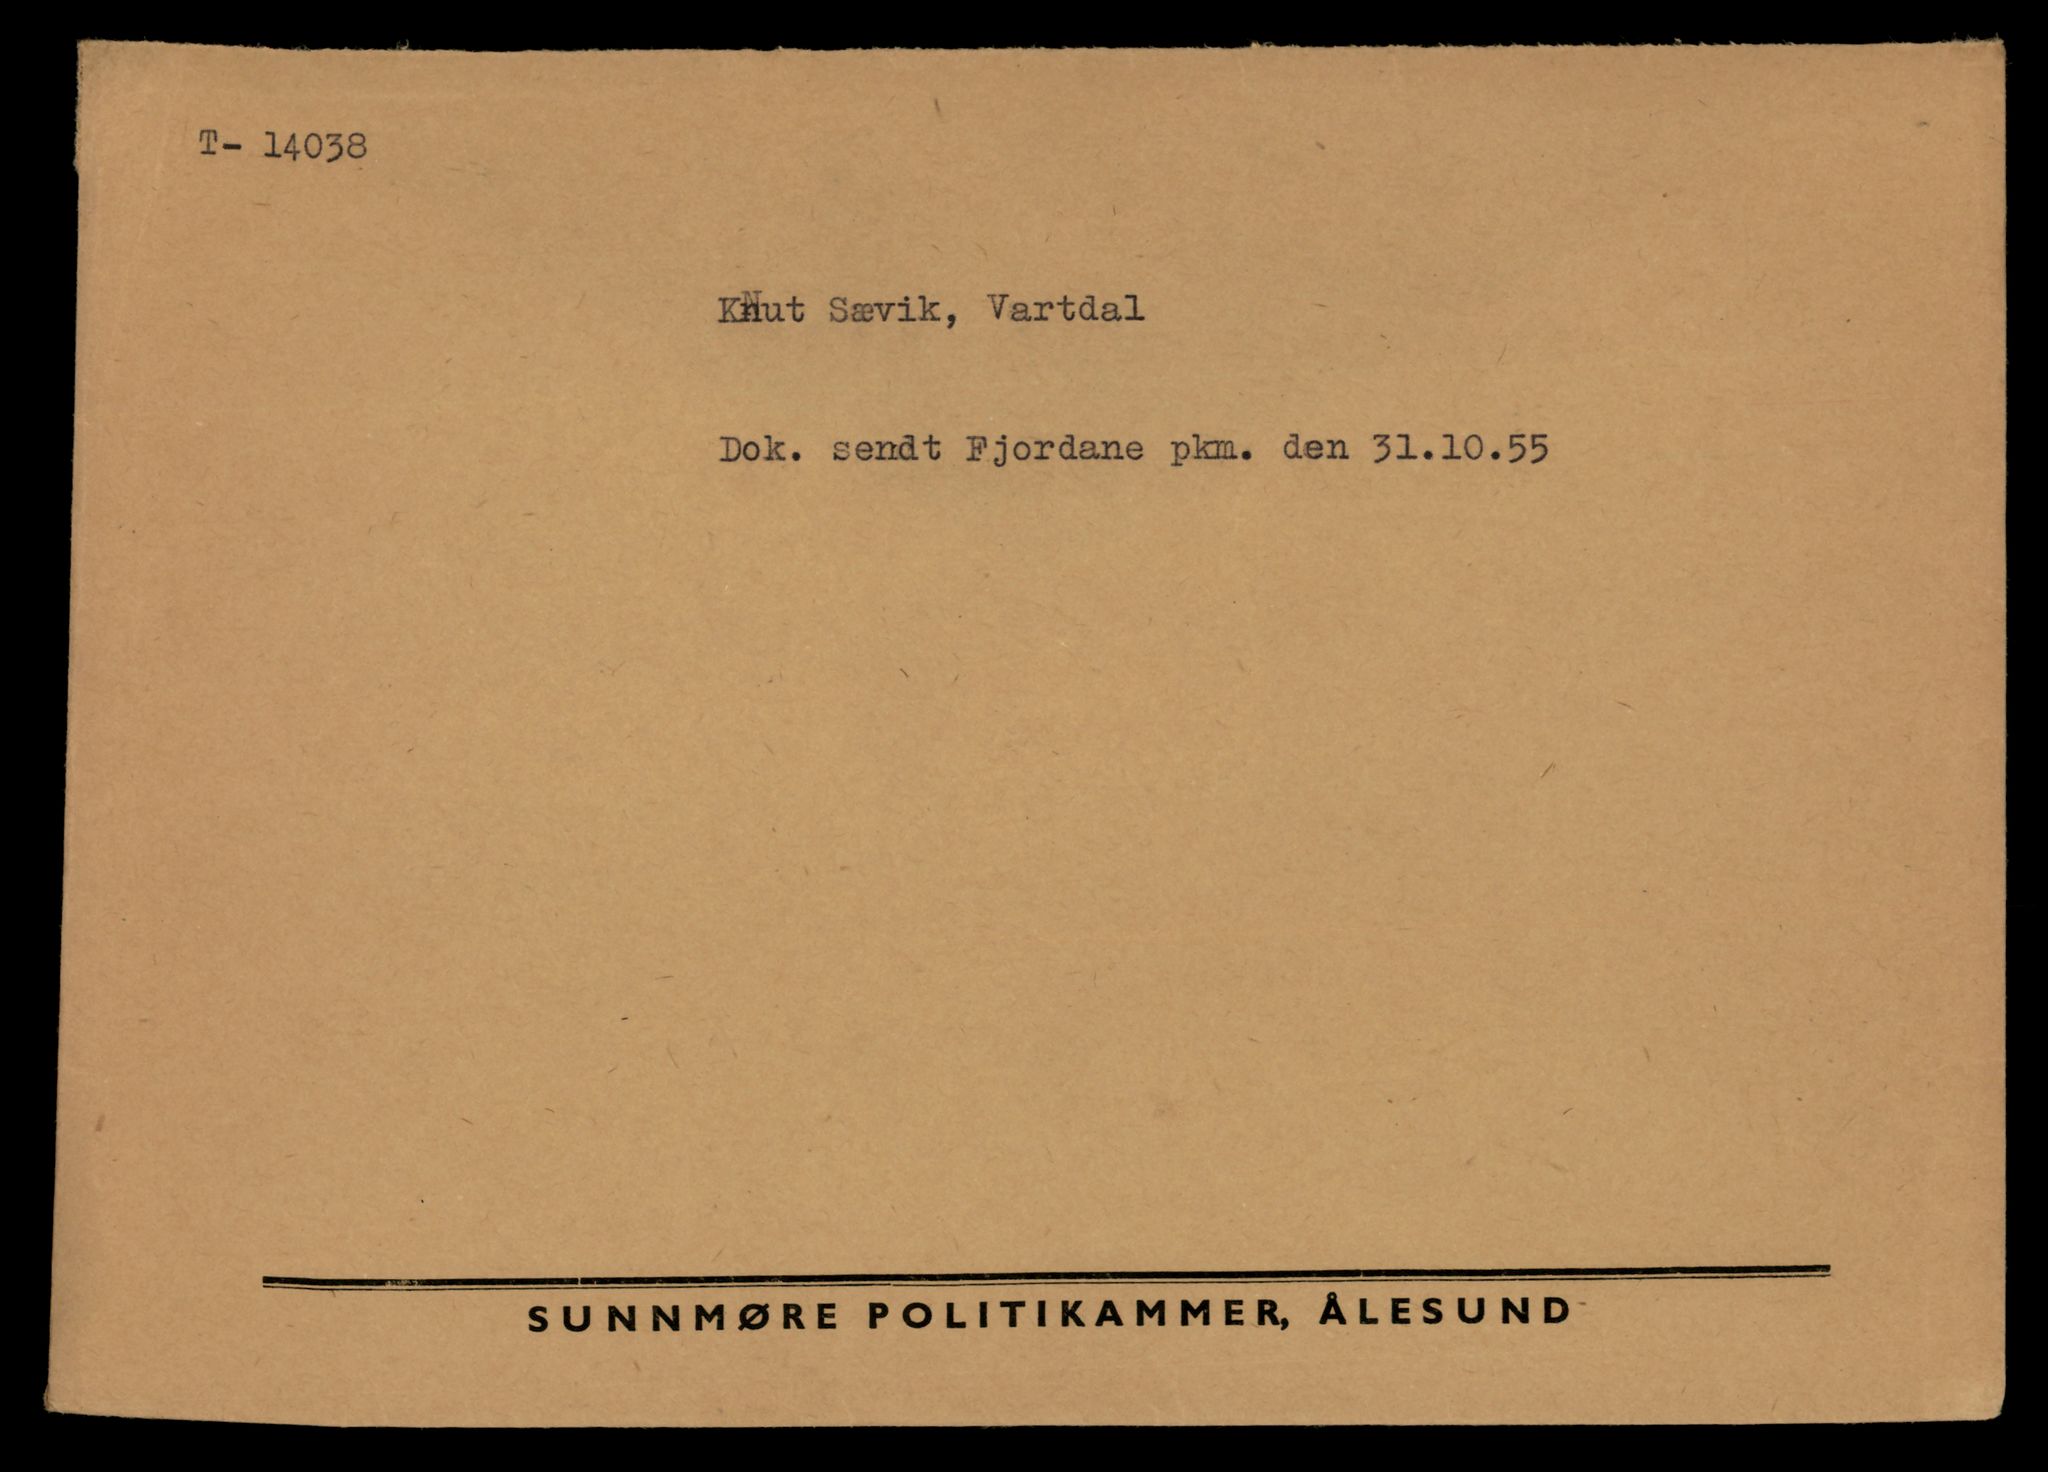 T- 14038
Knut Sævik, Vartdal
Dok. sendt Fjordane pkm. den 31.10.55
SUNNMØRE POLITIKAMMER, ÅLESUND